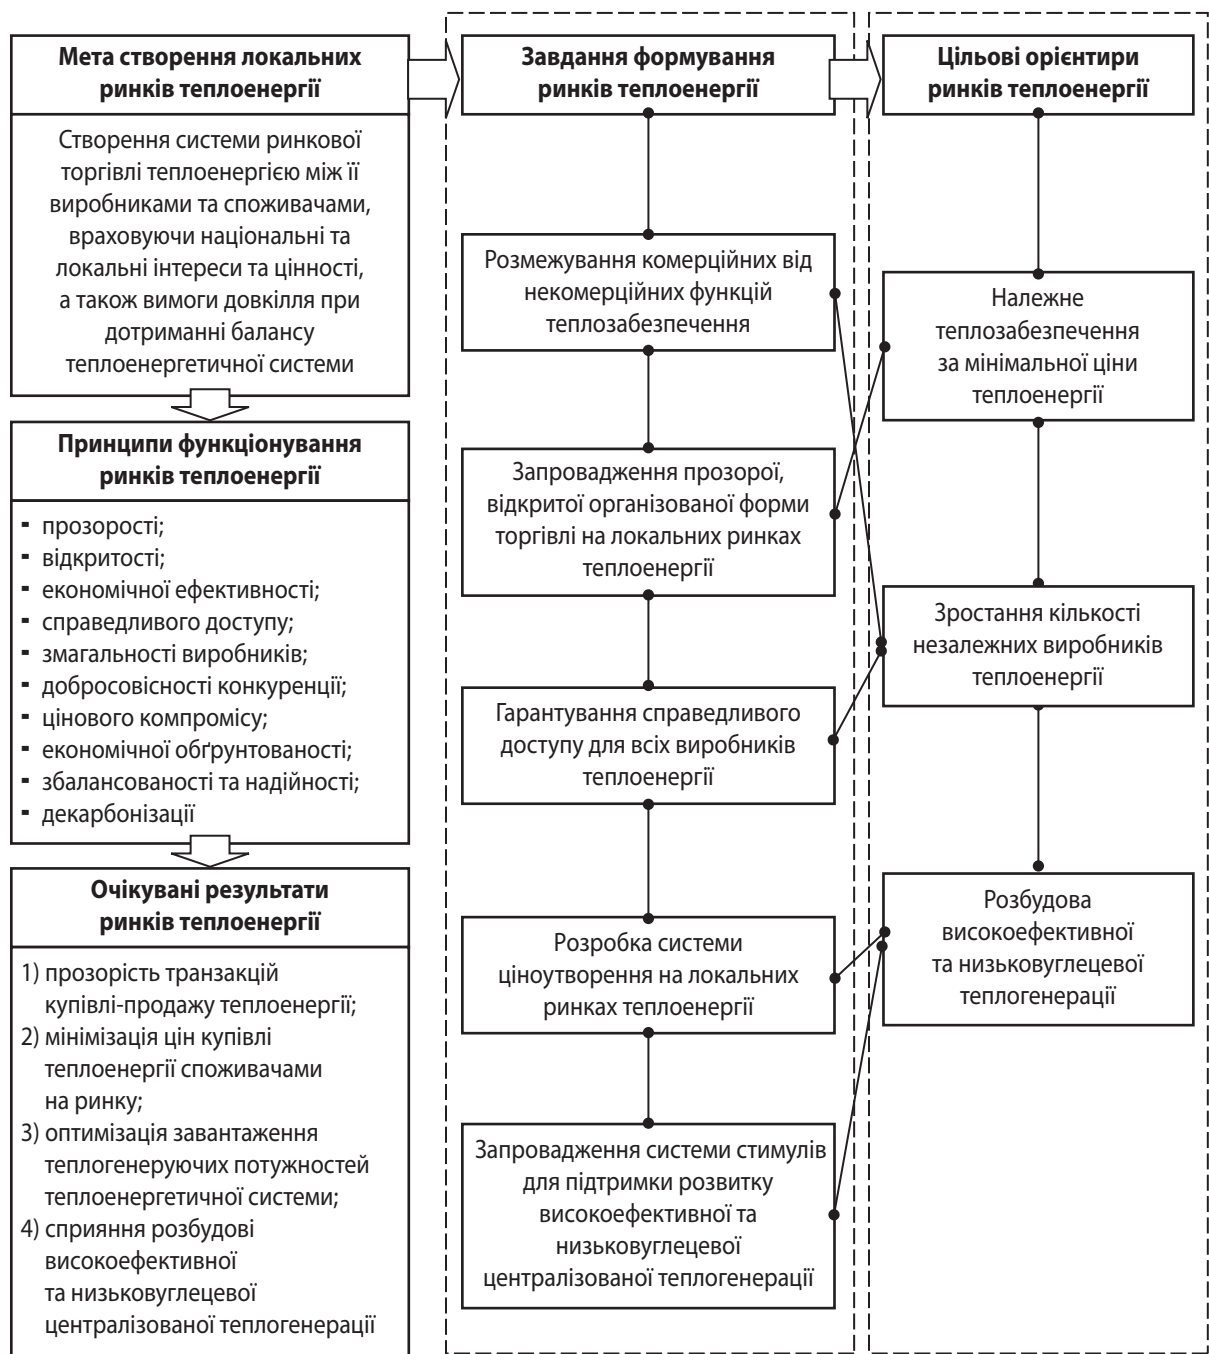 Мета створення локальних
ринків теплоенергії
Створення системи ринкової
торгівлі теплоенергією між її
виробниками та споживачами,
враховуючи національні та
локальні інтереси та цінності,
а також вимоги довкілля при
дотриманні балансу
теплоенергетичної системи
Принципи функціонування
ринків теплоенергії
- прозорості;
- відкритості;
- економічної ефективності;
- справедливого доступу;
- змагальності виробників;
- добросовісності конкуренції;
- цінового компромісу;
- економічної обґрунтованості;
- збалансованості та надійності;
- декарбонізації
Очікувані результати
ринків теплоенергії
1) прозорість транзакцій
купівлі-продажу теплоенергії;
2) мінімізація цін купівлі
теплоенергії споживачами
на ринку;
3) оптимізація завантаження
теплогенеруючих потужностей
теплоенергетичної системи;
4) сприяння розбудові
високоефективної
та низьковуглецевої
централізованої теплогенерації
Завдання формування
ринків теплоенергії
Розмежування комерційних від
некомерційних функцій
теплозабезпечення
Запровадження прозорої,
відкритої організованої форми
торгівлі на локальних ринках
теплоенергії
Гарантування справедливого
доступу для всіх виробників
теплоенергії
Розробка системи
ціноутворення на локальних
ринках теплоенергії
Запровадження системи стимулів
для підтримки розвитку
високоефективної та
низьковуглецевої
централізованої теплогенерації
Цільові орієнтири
ринків теплоенергії
Належне
теплозабезпечення
за мінімальної ціни
теплоенергії
Зростання кількості
незалежних виробників
теплоенергії
Розбудова
високоефективної
та низьковуглецевої
теплогенерації